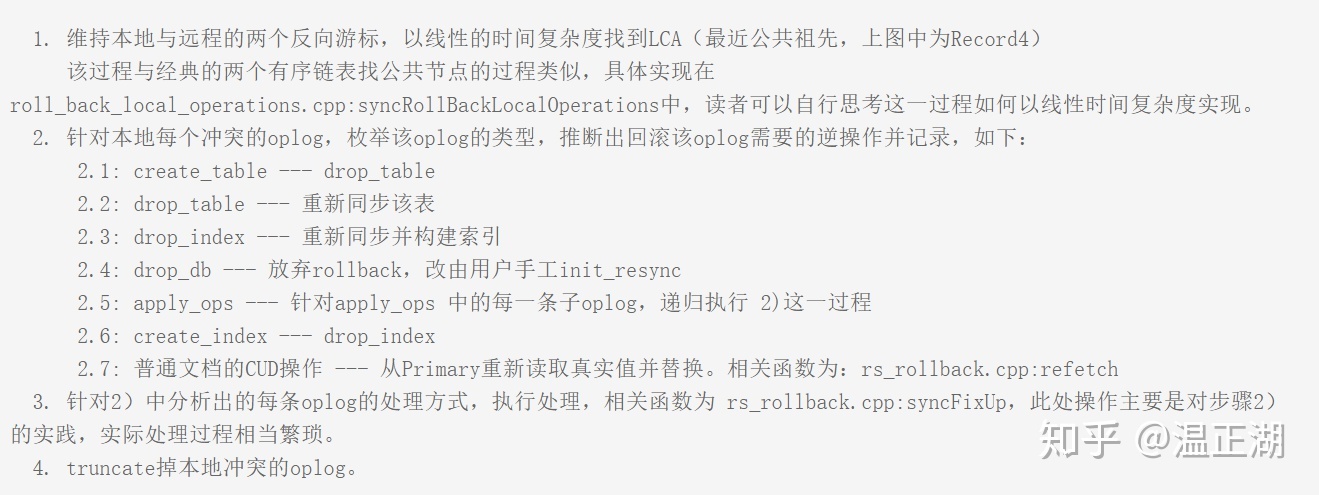 1. 维持本地与远程的两个反向游标，以线性的时间复杂度找到LCA（最近公共祖先，上图中为Record4）
该过程与经典的两个有序链表找公共节点的过程类似，具体实现在
roll_back_local_operations.cpp:syncRollBackLocalOperations中，读者可以自行思考这一过程如何以线性时间复杂度实现。
2. 针对本地每个冲突的oplog，枚举该oplog的类型，推断出回滚该oplog需要的逆操作并记录，如下：
2.1: create_table --- drop_table
2.2: drop_table --- 重新同步该表
2.3: drop_index --- 重新同步并构建索引
2.4: drop_db --- 放弃rollback，改由用户手工init_resync
2.5: apply_ops --- 针对apply_ops 中的每一条子oplog，递归执行 2)这一过程
2.6: create_index --- drop_index
2.7: 普通文档的CUD操作 --- 从Primary重新读取真实值并替换。相关函数为：rs_rollback.cpp:refetch
3. 针对2）中分析出的每条oplog的处理方式，执行处理，相关函数为 rs_rollback.cpp:syncFixUp，此处操作主要是对步骤2）
的实践，实际处理过程相当繁琐。
4. truncate掉本地冲突的oplog。
知乎 @温正湖